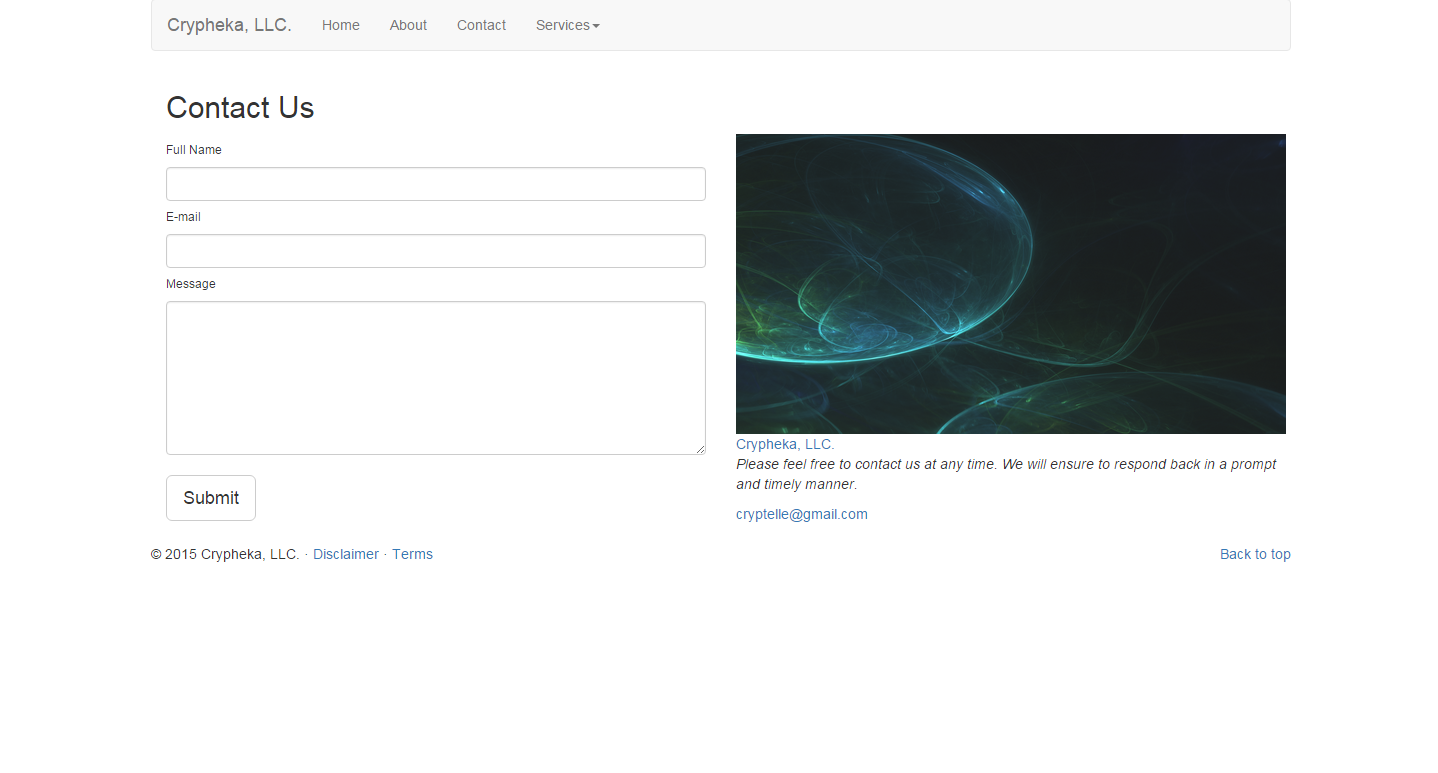 Crypheka, LLC. Home About Contact Services
Contact Us
Full Name
E-mail
Message
Submit
Crypheka, LLC.
Please feel free to contact us at any time. We will ensure to respond back in a prompt
and timely manner.
cryptelle@gmail.com
© 2015 Crypheka, LLC. · Disclaimer · Terms Back to top